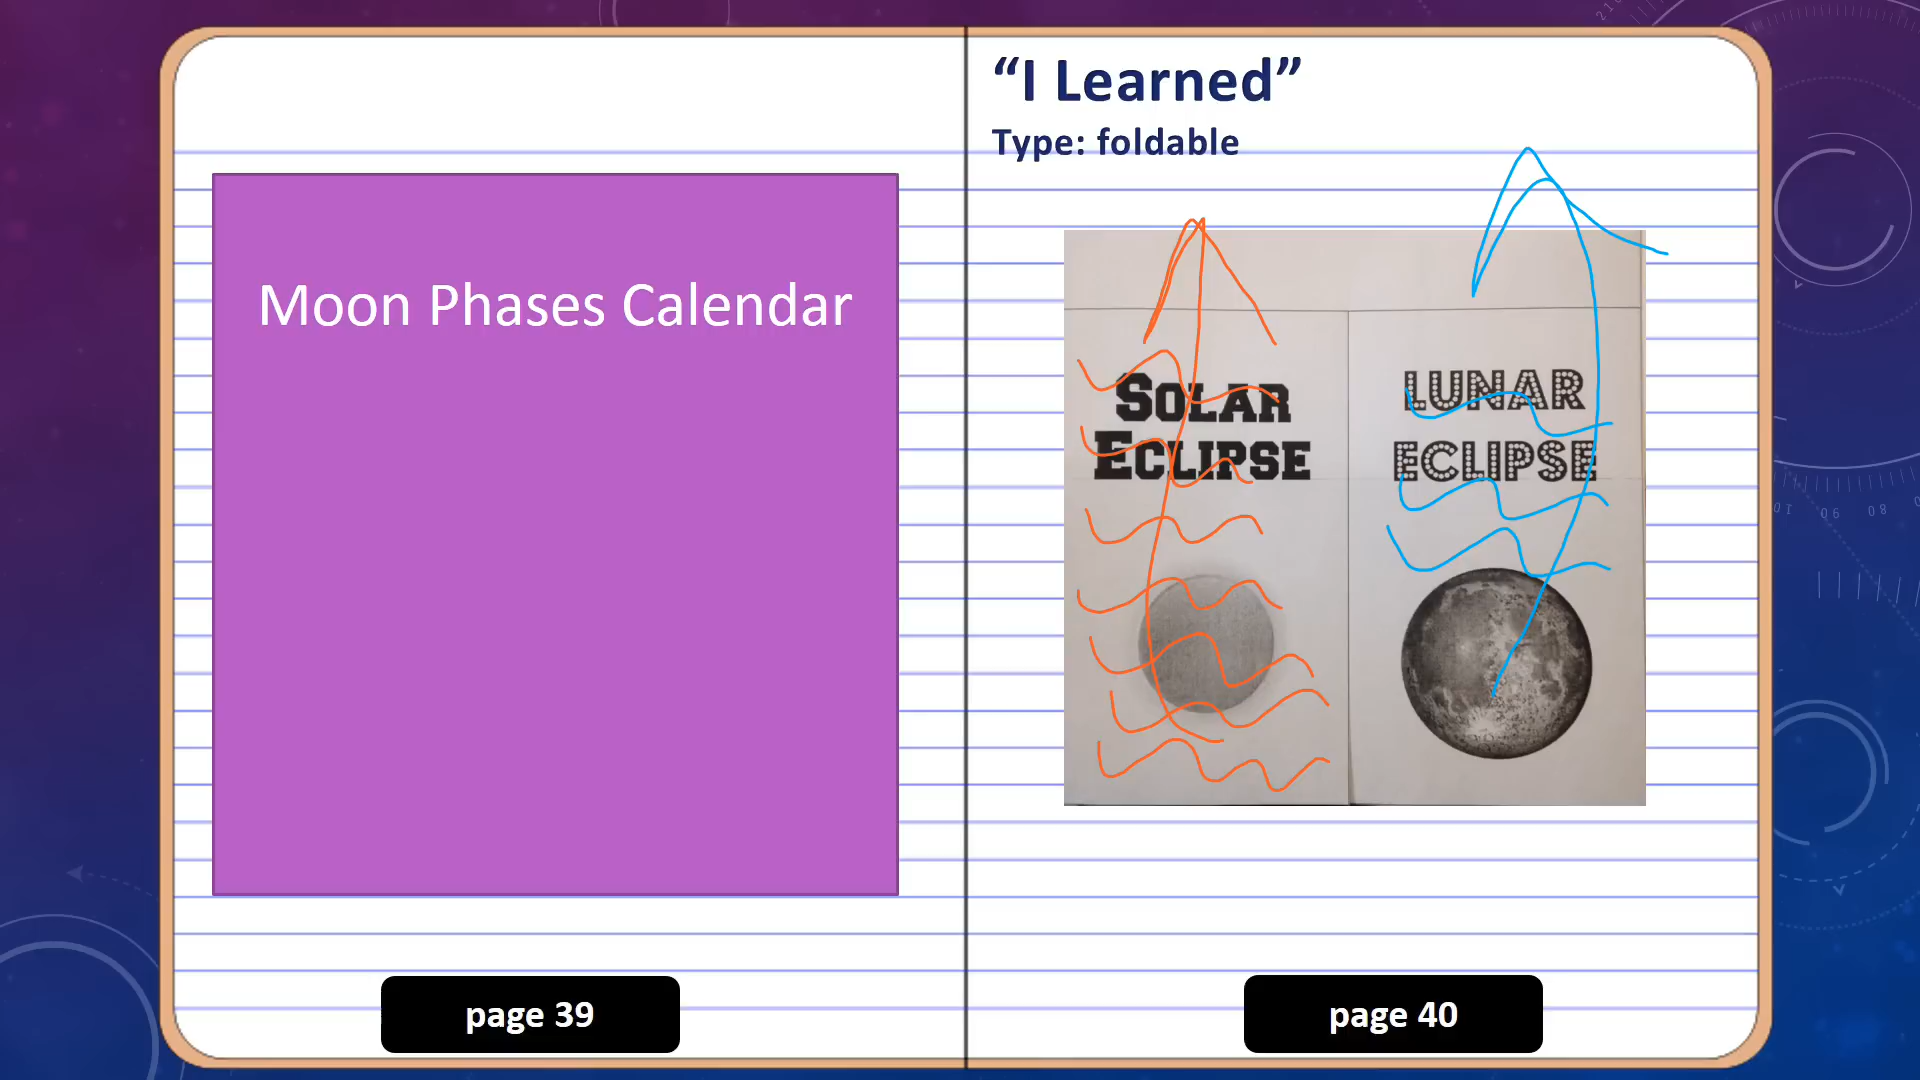 Moon Phases Calendar
page 39
“I Learned”
Type: foldable
SOLAR
ECLIPSE
LUNAR
ECLIPSE
page 40